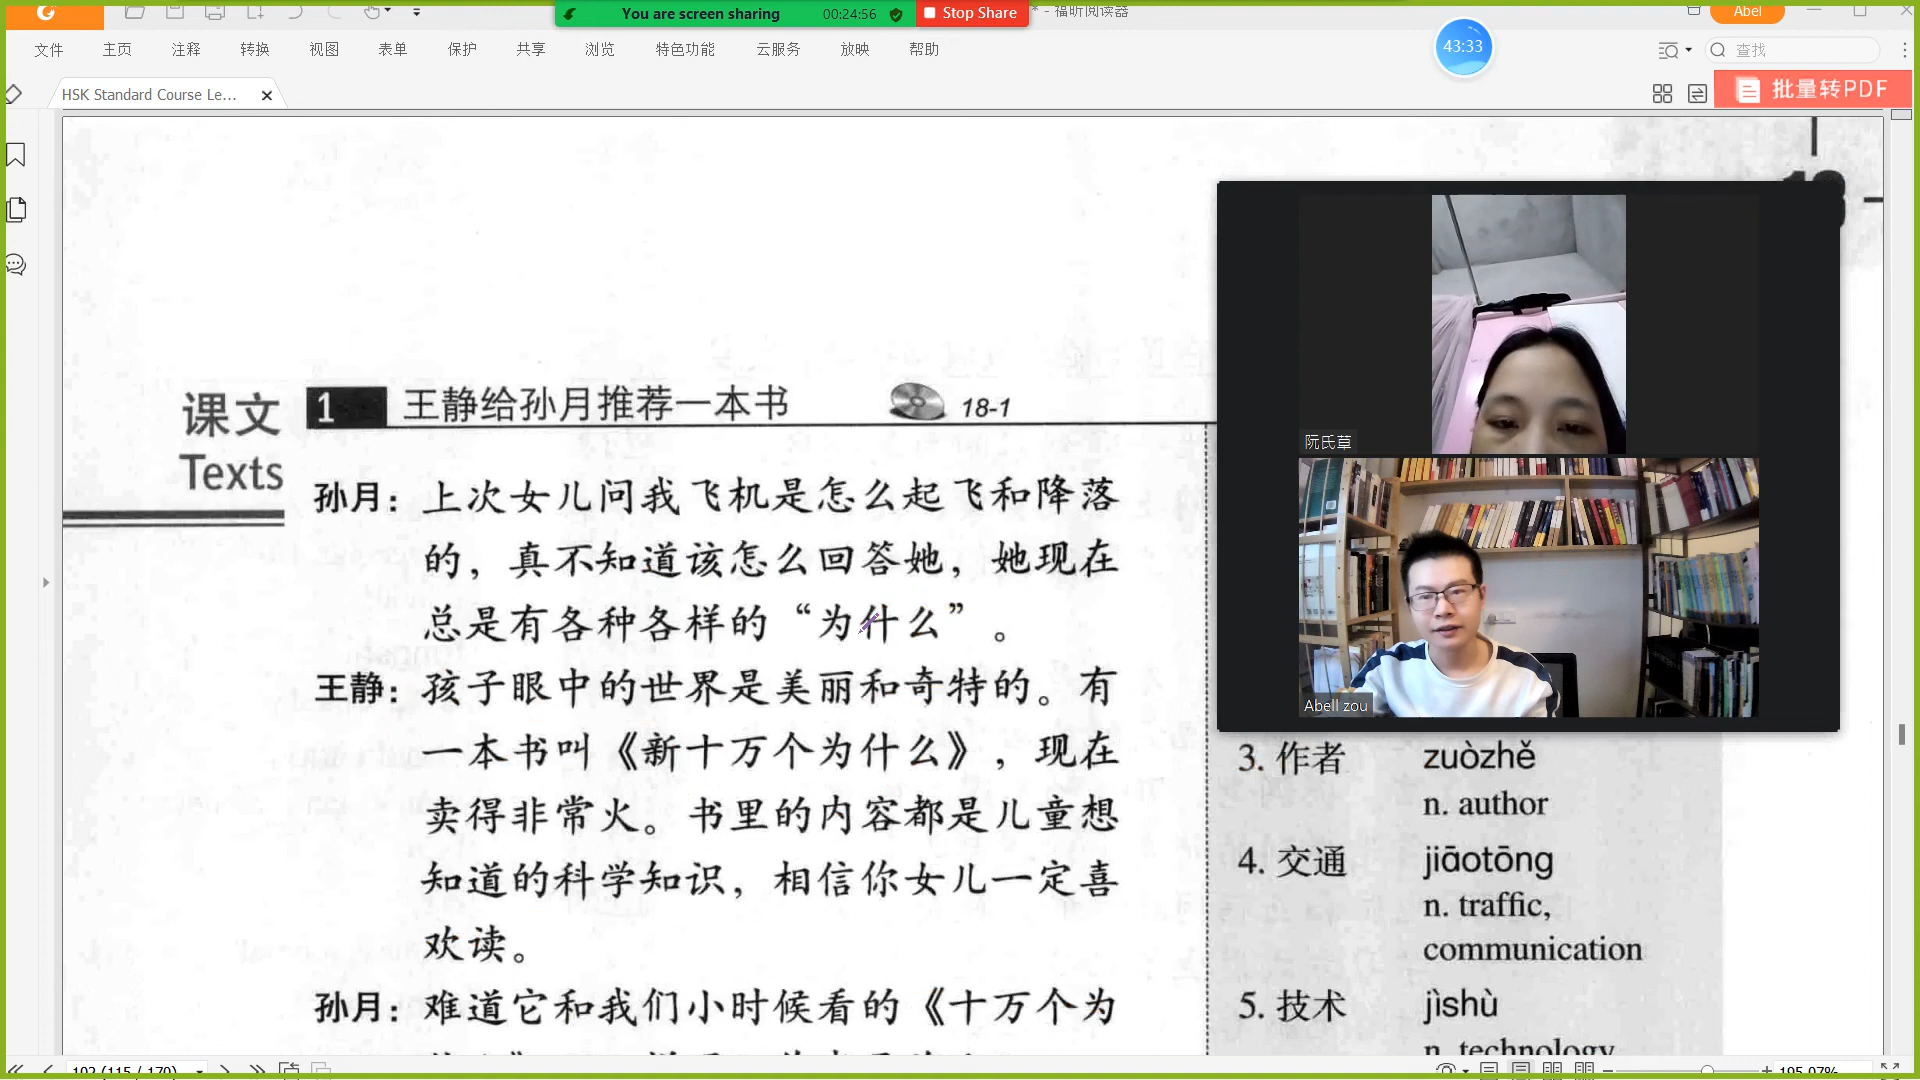 You are screen sharing 00:24:56 Stop Share
- 福昕阅读器
Abel
文件 主页 注释 转换 视图 表单 保护 共享 浏览 特色功能 云服务 放映 帮助
43:33
查找
HSK Standard Course Le...
批量转PDF
课文
Texts
1 王静给孙月推荐一本书 18-1
孙月：上次女儿问我飞机是怎么起飞和降落
的，真不知道该怎么回答她，她现在
总是有各种各样的“为什么”。
王静：孩子眼中的世界是美丽和奇特的。有
一本书叫《新十万个为什么》，现在
卖得非常火。书里的内容都是儿童想
知道的科学知识，相信你女儿一定喜
欢读。
孙月：难道它和我们小时候看的《十万个为
阮氏草
Abell zou
3. 作者 zuòzhě
n. author
4. 交通 jiāotōng
n. traffic,
communication
5. 技术 jìshù
n. technology
102 (115 / 170)
195.07%